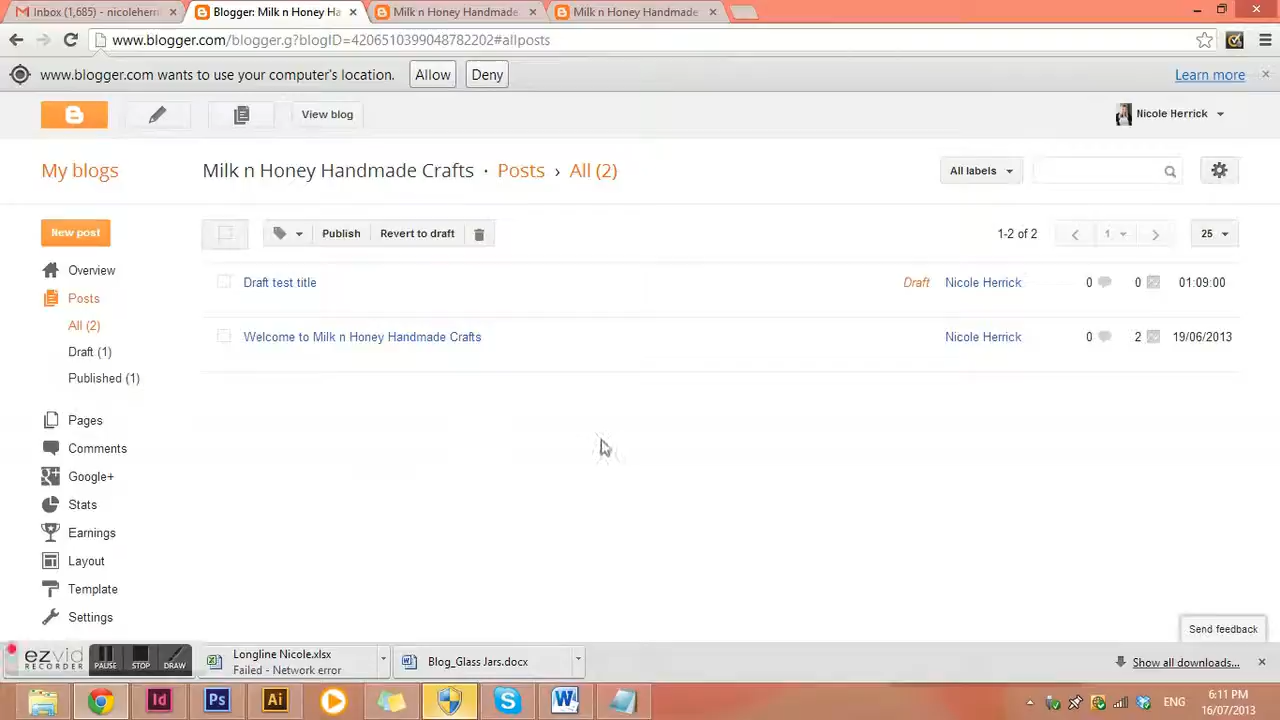 Inbox (1,685) - nicolehern
Blogger: Milk n Honey Ha
Milk n Honey Handmade
Milk n Honey Handmade
www.blogger.com/blogger.g?blogID=4206510399048782202#allposts
www.blogger.com wants to use your computer's location.
Allow
Deny
Learn more
View blog
Nicole Herrick
My blogs
Milk n Honey Handmade Crafts · Posts › All (2)
All labels
New post
Publish
Revert to draft
1-2 of 2
1
25
Overview
Draft test title
Draft
Nicole Herrick
0
0
01:09:00
Posts
All (2)
Welcome to Milk n Honey Handmade Crafts
Nicole Herrick
0
2
19/06/2013
Draft (1)
Published (1)
Pages
Comments
Google+
Stats
Earnings
Layout
Template
Settings
Send feedback
ezvid
RECORDER
PAUSE
STOP
DRAW
Longline Nicole.xlsx
Failed - Network error
Blog_Glass Jars.docx
Show all downloads...
Id
Ps
Ai
ENG
6:11 PM
16/07/2013